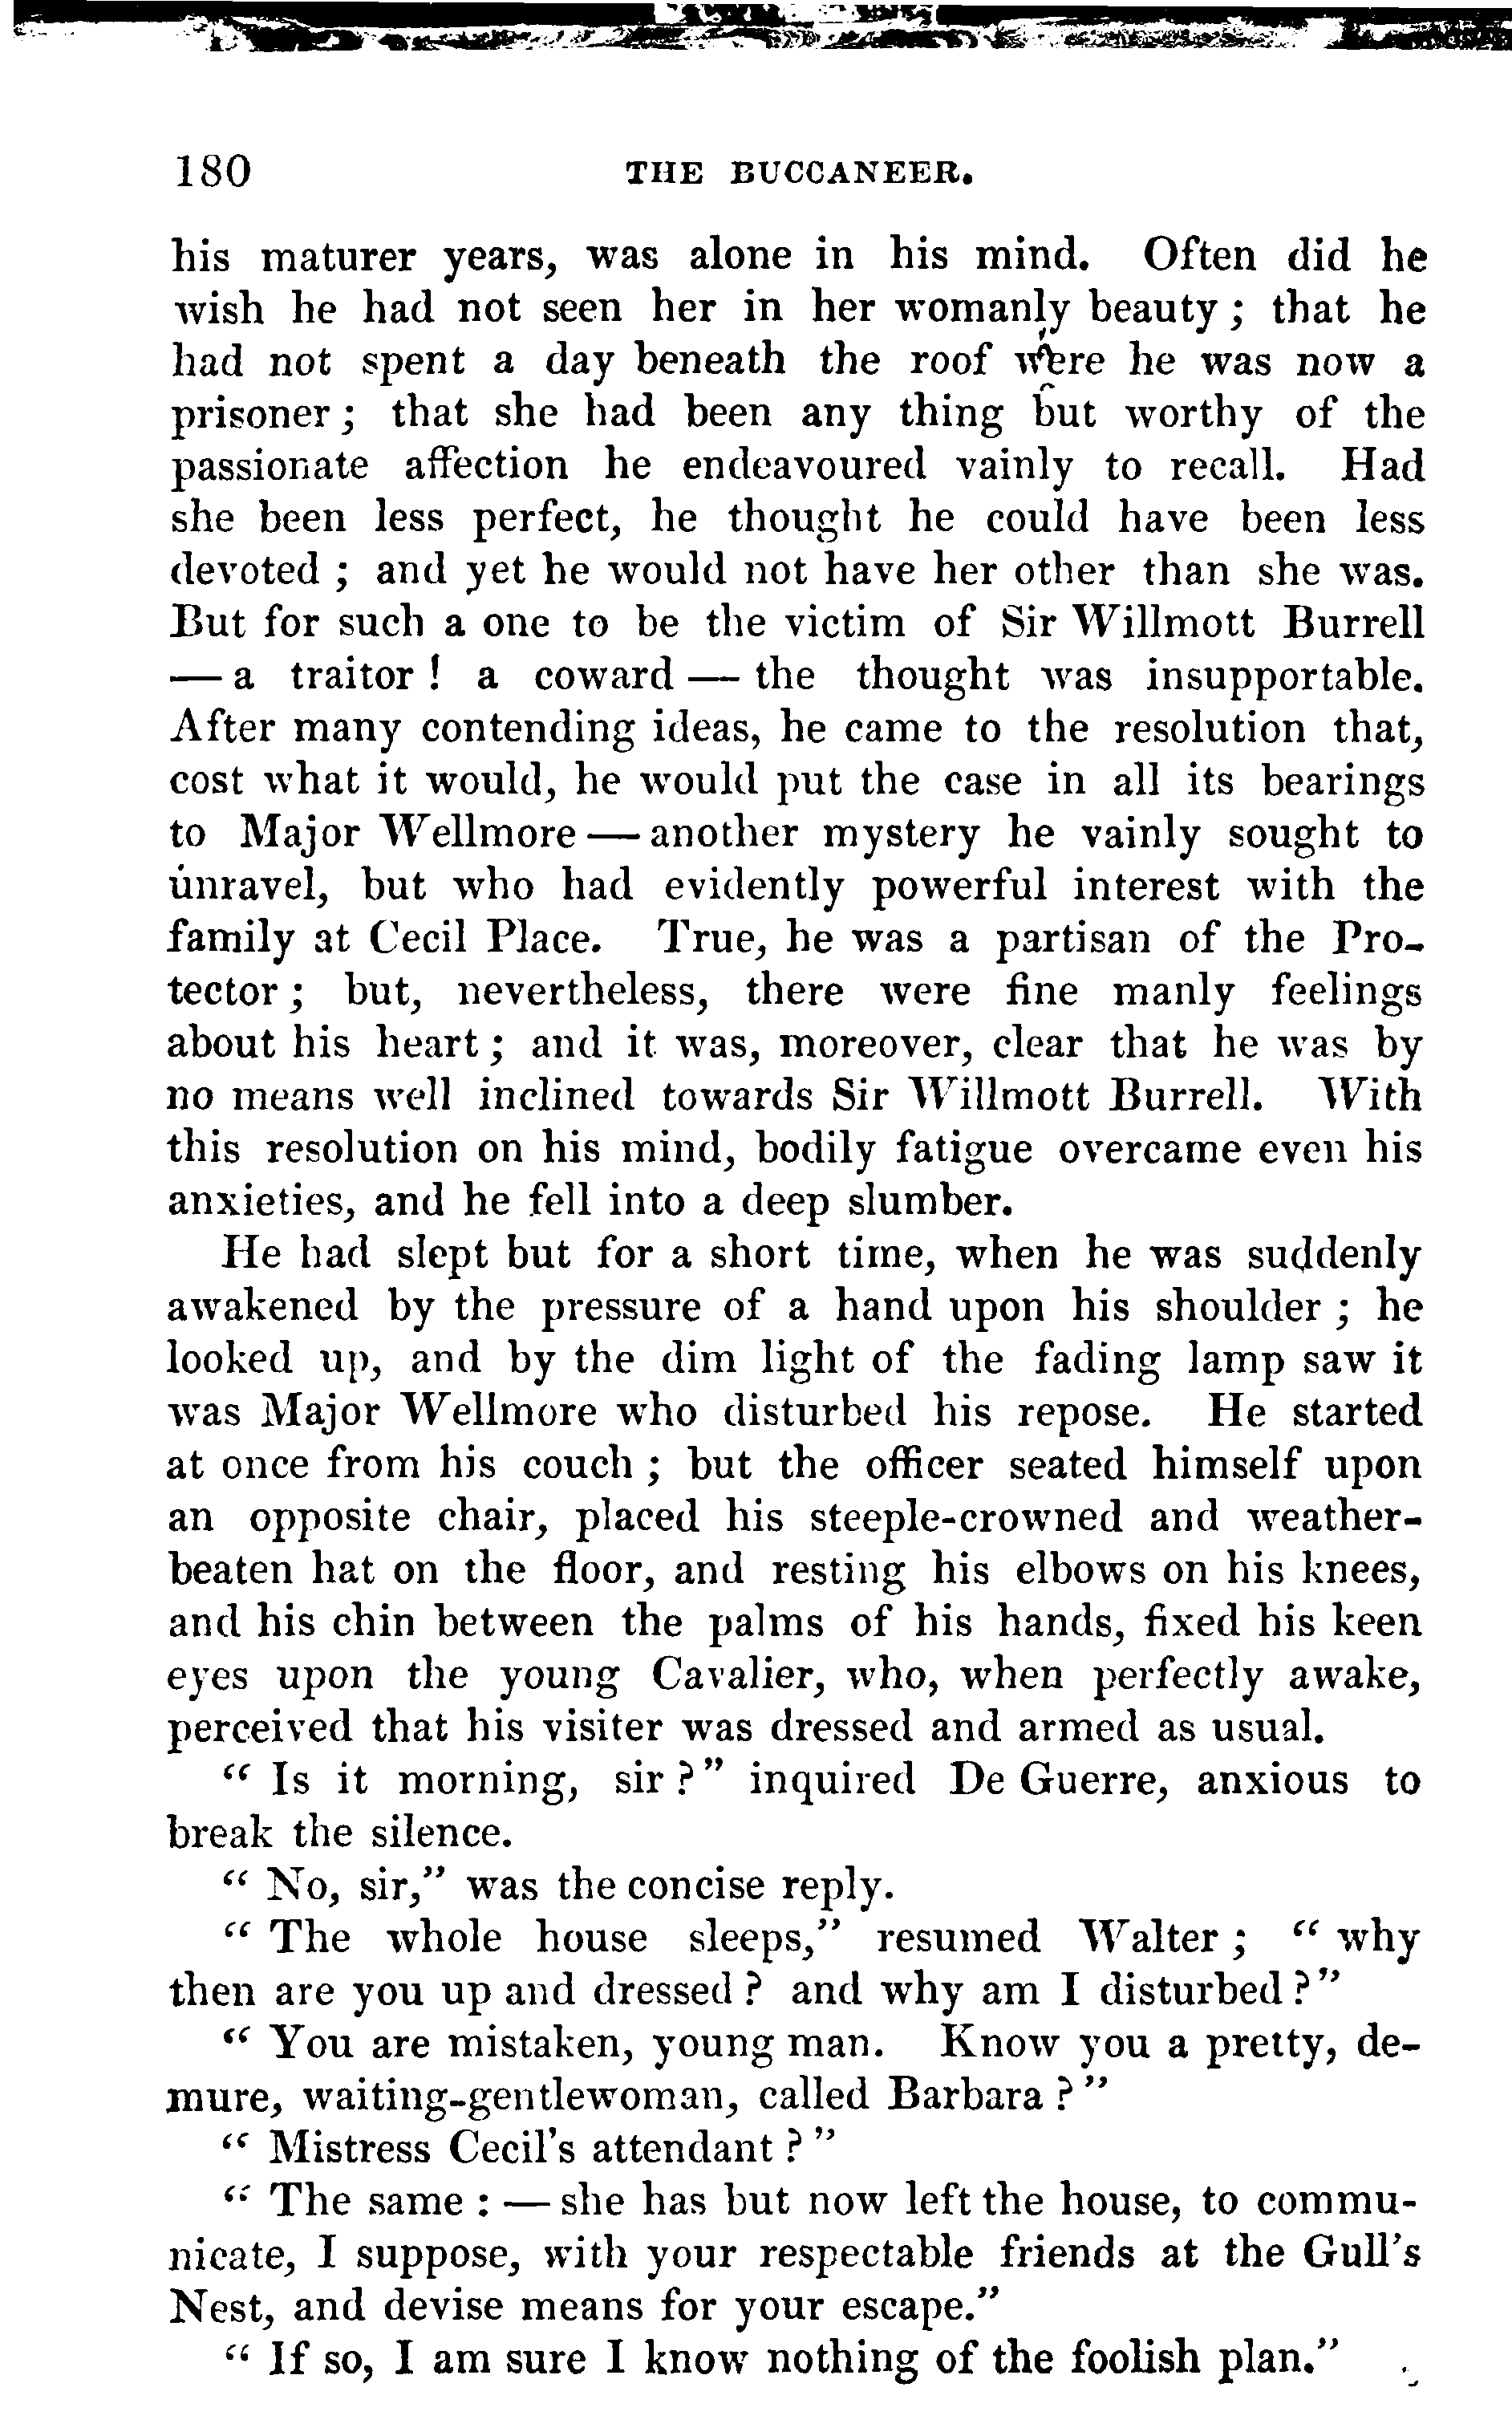 180 THE BUCCANEER.
his maturer years, was alone in his mind. Often did he
wish he had not seen her in her womanly beauty; that he
had not spent a day beneath the roof were he was now a
prisoner; that she had been any thing but worthy of the
passionate affection he endeavoured vainly to recall. Had
she been less perfect, he thought he could have been less
devoted; and yet he would not have her other than she was.
But for such a one to be the victim of Sir Willmott Burrell
— a traitor! a coward — the thought was insupportable.
After many contending ideas, he came to the resolution that,
cost what it would, he would put the case in all its bearings
to Major Wellmore — another mystery he vainly sought to
unravel, but who had evidently powerful interest with the
family at Cecil Place. True, he was a partisan of the Pro-
tector; but, nevertheless, there were fine manly feelings
about his heart; and it was, moreover, clear that he was by
no means well inclined towards Sir Willmott Burrell. With
this resolution on his mind, bodily fatigue overcame even his
anxieties, and he fell into a deep slumber.
He had slept but for a short time, when he was suddenly
awakened by the pressure of a hand upon his shoulder; he
looked up, and by the dim light of the fading lamp saw it
was Major Wellmore who disturbed his repose. He started
at once from his couch; but the officer seated himself upon
an opposite chair, placed his steeple-crowned and weather-
beaten hat on the floor, and resting his elbows on his knees,
and his chin between the palms of his hands, fixed his keen
eyes upon the young Cavalier, who, when perfectly awake,
perceived that his visiter was dressed and armed as usual.
"Is it morning, sir?" inquired De Guerre, anxious to
break the silence.
"No, sir," was the concise reply.
"The whole house sleeps," resumed Walter; "why
then are you up and dressed? and why am I disturbed?"
"You are mistaken, young man. Know you a pretty, de-
mure, waiting-gentlewoman, called Barbara?"
"Mistress Cecil's attendant?"
"The same: — she has but now left the house, to commu-
nicate, I suppose, with your respectable friends at the Gull's
Nest, and devise means for your escape."
"If so, I am sure I know nothing of the foolish plan."